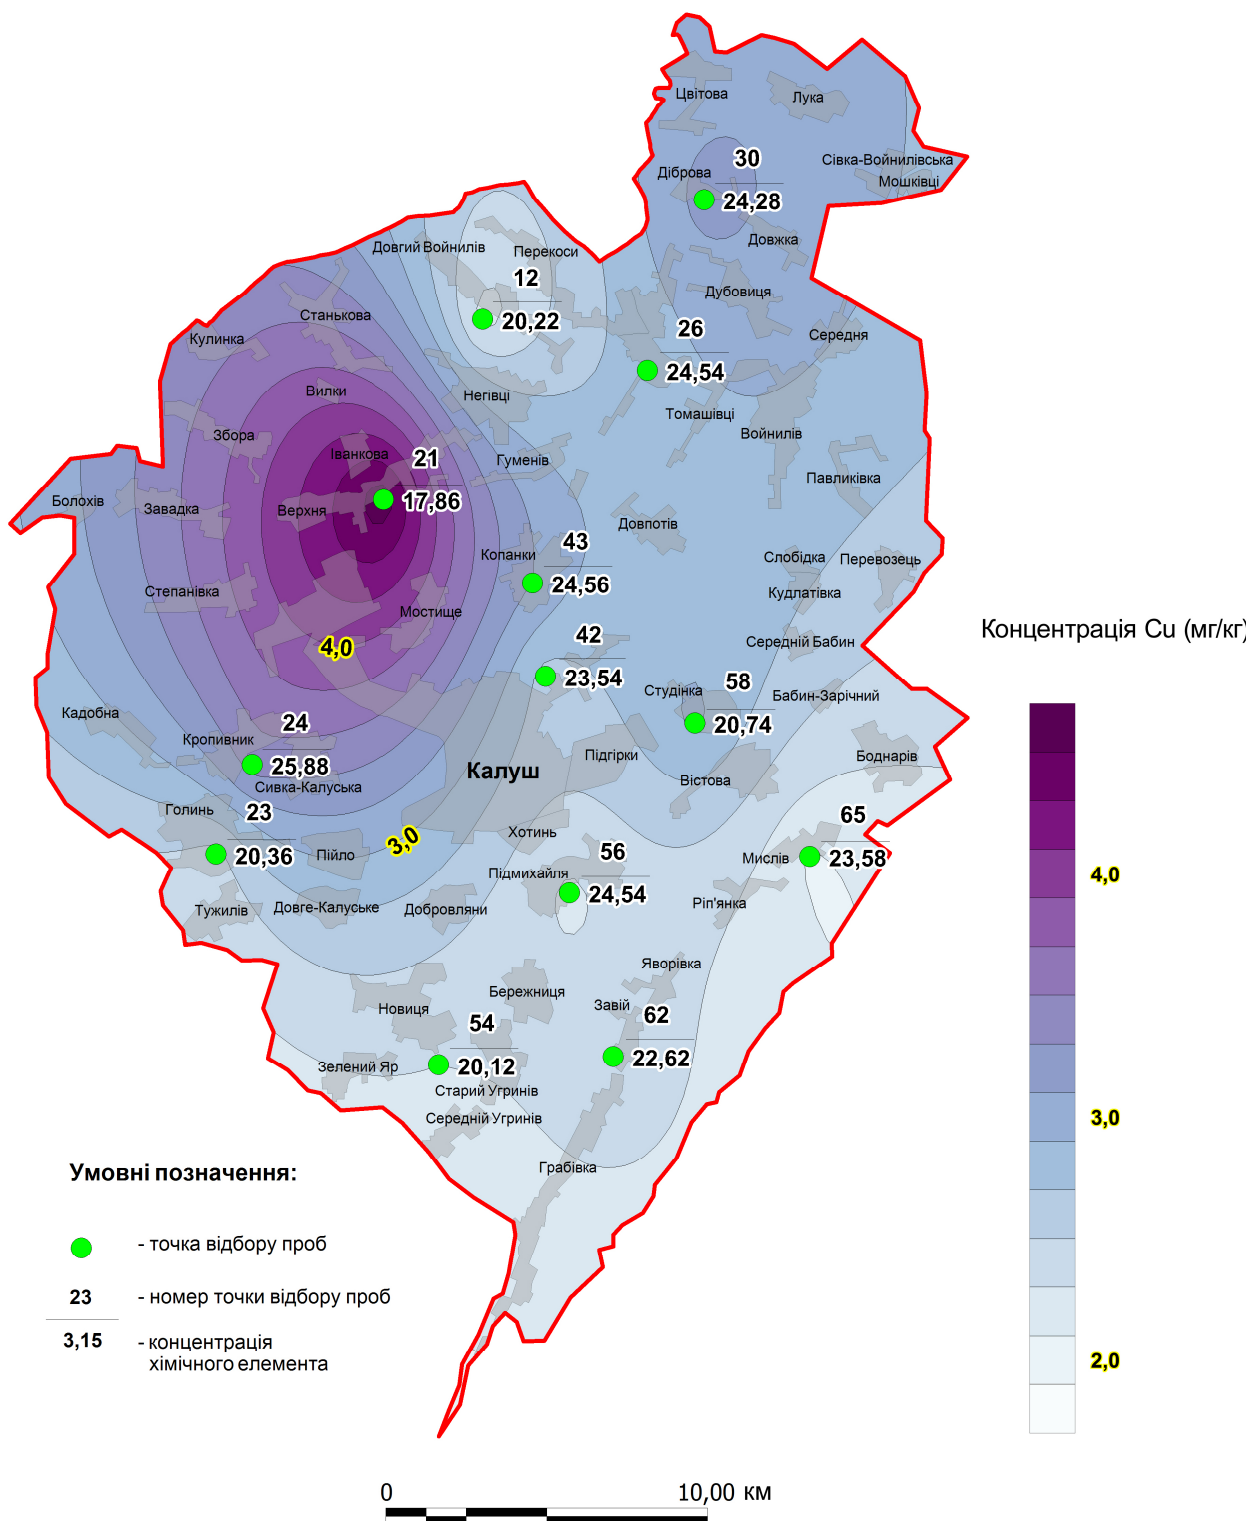 Цвітова
Лука
30
Діброва
Сівка-Войнилівська
Мошківці
24,28
Довжка
Довгий Войнилів
Перекоси
12
Дубовиця
20,22
Станькова
26
Кулинка
Середня
24,54
Вилки
Негівці
Томашівці
Збора
Войнилів
Іванкова
21
Гуменів
Павликівка
Болохів
Завадка
Верхня
17,86
Довпотів
43
Копанки
Слобідка
Перевозець
24,56
Степанівка
Кудлатівка
Мостище
42
Середній Бабин
Концентрація Cu (мг/кг)
4,0
23,54
58
Студінка
Бабин-Зарічний
Кадобна
24
20,74
Кропивник
Підгірки
Боднарів
25,88
Калуш
Вістова
Сивка-Калуська
Голинь
23
65
3,0
Хотинь
56
20,36
Пійло
Мислів
23,58
Підмихайля
4,0
24,54
Ріп'янка
Тужилів
Довге-Калуське
Добровляни
Яворівка
Бережниця
Новиця
Завій
54
62
Зелений Яр
20,12
22,62
Старий Угринів
Середній Угринів
3,0
Грабівка
Умовні позначення:
- точка відбору проб
23
- номер точки відбору проб
3,15
- концентрація
хімічного елемента
2,0
0
10,00 км